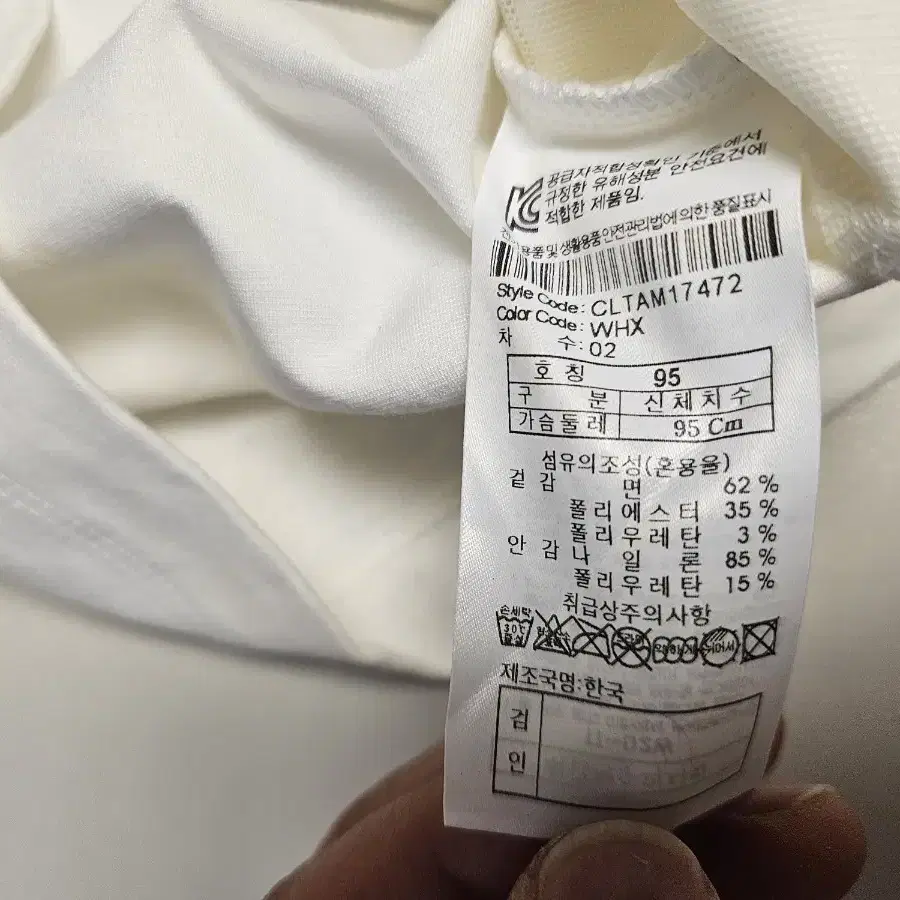 공급자적합성확인 기준에서
규정한 유해성분 안전요건에
적합한 제품임.
용품 및 생활용품안전관리법에 의한 품질표시
Style Code: CLTAM17472
Color Code: WHX
차 수: 02
호 칭 95
구 분 신체치수
가슴둘레 95 Cm
섬유의조성(혼용율)
겉 감 면 62 %
폴리에스터 35 %
폴리우레탄 3 %
안 감 나 일 론 85 %
폴리우레탄 15 %
취급상주의사항
손세탁
30℃
제조국명:한국
검
인